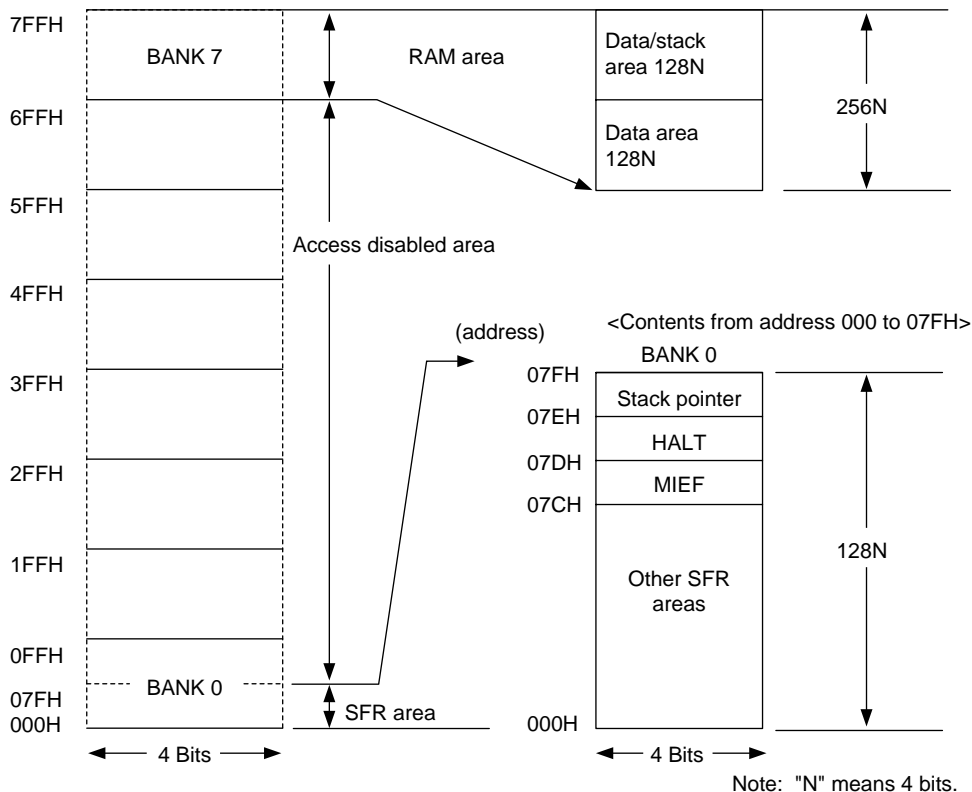 7FFH
BANK 7
RAM area
6FFH
5FFH
Access disabled area
4FFH
3FFH
2FFH
1FFH
0FFH
BANK 0
07FH
000H
SFR area
4 Bits
Data/stack
area 128N
Data area
128N
256N
(address)
<Contents from address 000 to 07FH>
BANK 0
07FH
Stack pointer
07EH
HALT
07DH
MIEF
07CH
Other SFR
areas
128N
000H
4 Bits
Note: "N" means 4 bits.